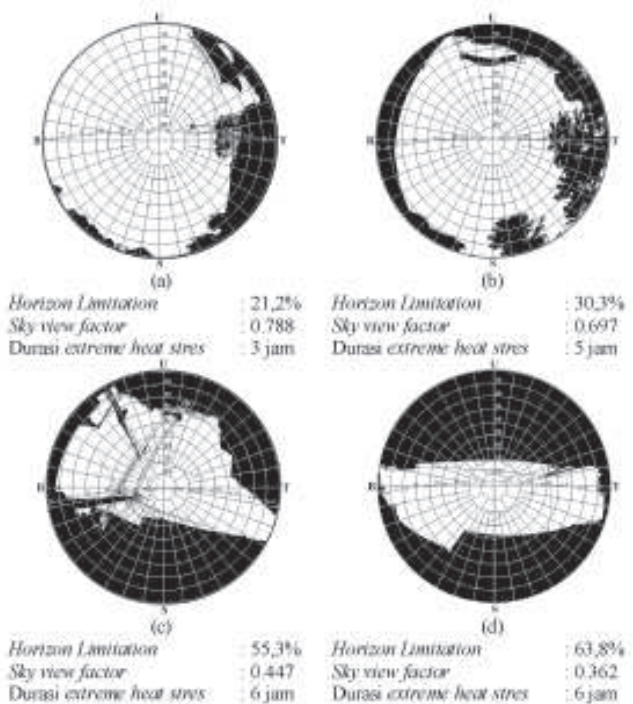 U
U
B
T
B
T
S
S
(a)
(b)
Horizon Limitation : 21,2%
Sky view factor : 0.788
Durasi extreme heat stres : 3 jam
Horizon Limitation : 30,3%
Sky view factor : 0.697
Durasi extreme heat stres : 5 jam
U
U
B
T
B
T
S
S
(c)
(d)
Horizon Limitation : 55,3%
Sky view factor : 0.447
Durasi extreme heat stres : 6 jam
Horizon Limitation : 63,8%
Sky view factor : 0.362
Durasi extreme heat stres : 6 jam